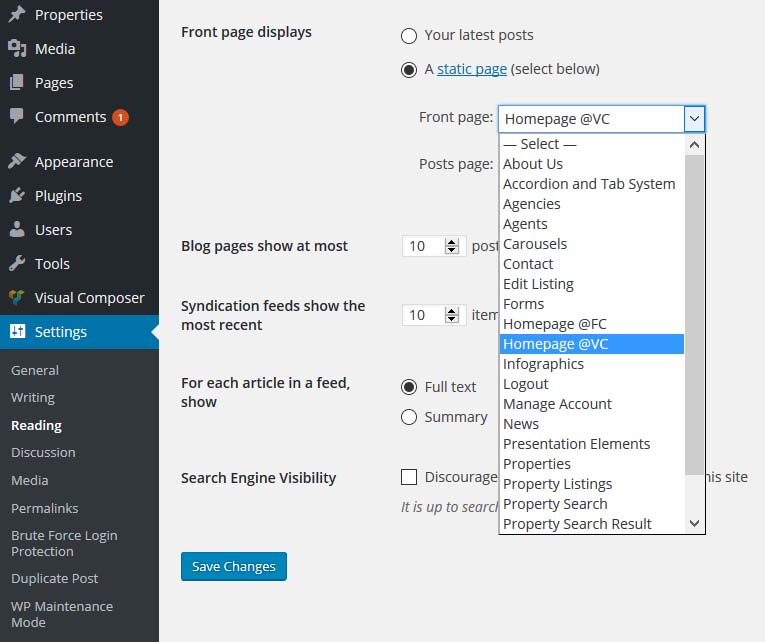 Properties
Media
Pages
Comments 1
Appearance
Plugins
Users
Tools
Visual Composer
Settings
General
Writing
Reading
Discussion
Media
Permalinks
Brute Force Login
Protection
Duplicate Post
WP Maintenance
Mode
Front page displays
Your latest posts
A static page (select below)
Front page: Homepage @VC
— Select —
About Us
Accordion and Tab System
Agencies
Agents
Carousels
Contact
Edit Listing
Forms
Homepage @FC
Homepage @VC
Infographics
Logout
Manage Account
News
Presentation Elements
Properties
Property Listings
Property Search
Property Search Result
Posts page:
Blog pages show at most
10
Syndication feeds show the
most recent
10
For each article in a feed,
show
Full text
Summary
Search Engine Visibility
Discourage his site
It is up to search
Save Changes